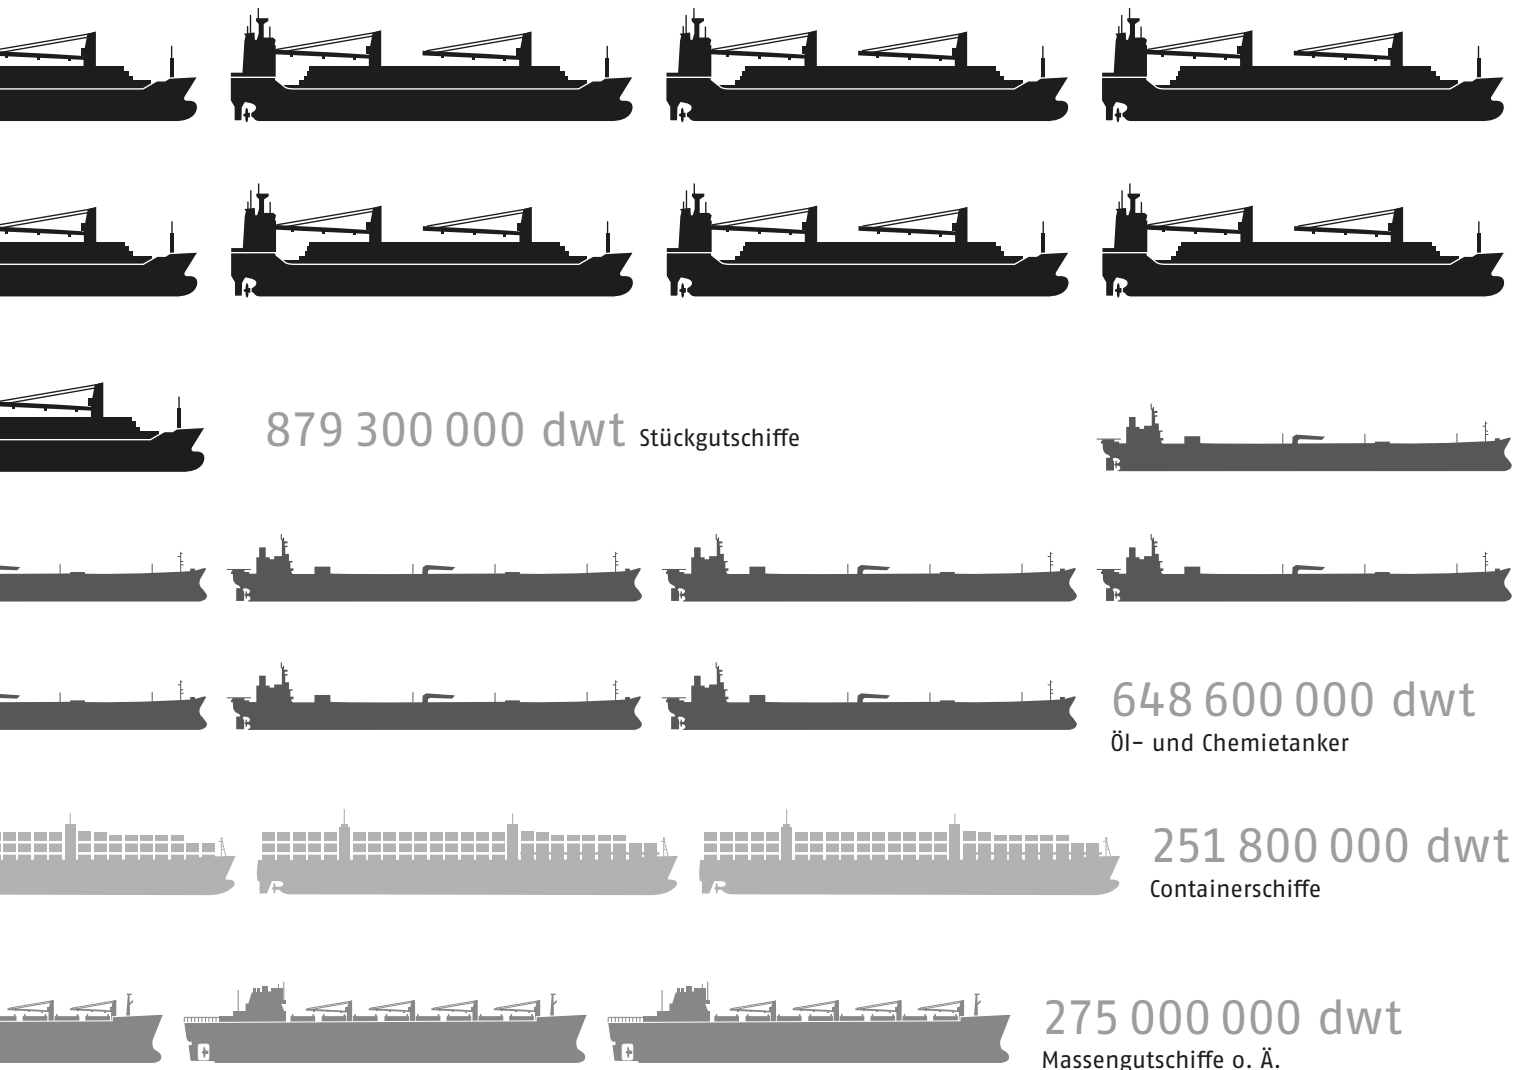 879 300 000 dwt Stückgutschiffe
648 600 000 dwt
Öl- und Chemietanker
251 800 000 dwt
Containerschiffe
275 000 000 dwt
Massengutschiffe o. Ä.